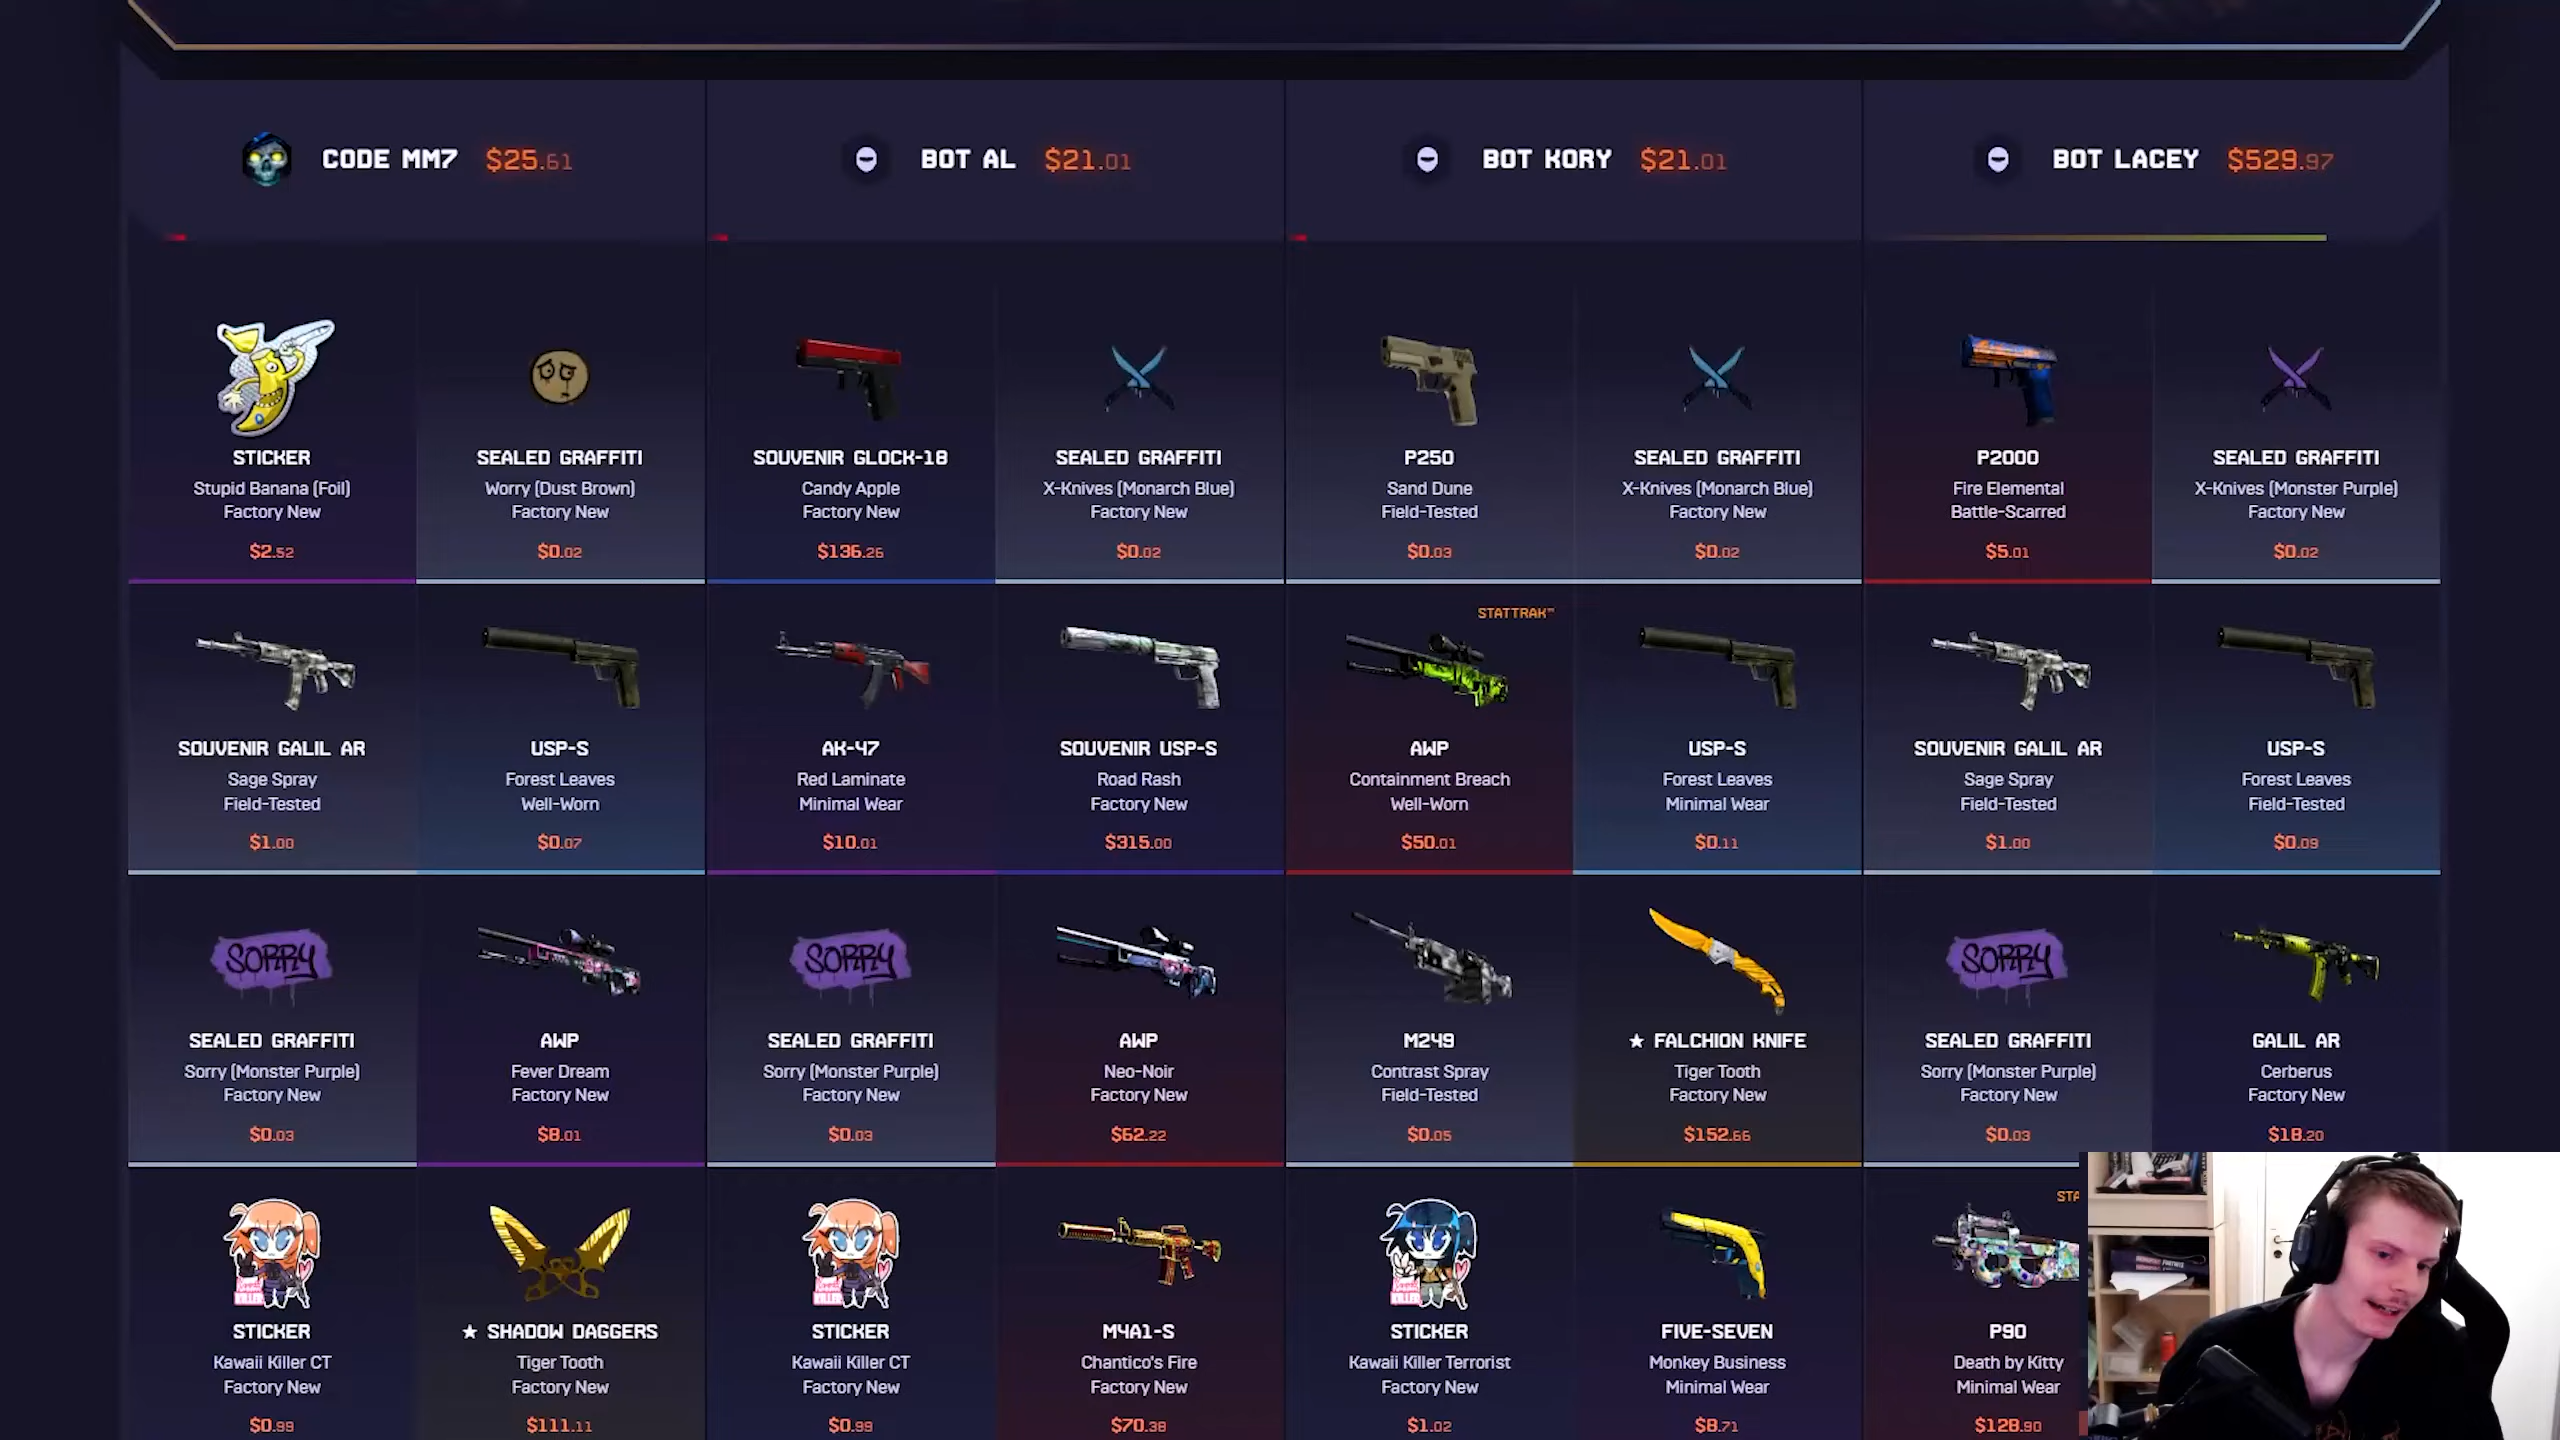 CODE MM7 $25.61
BOT AL $21.01
BOT KORY $21.01
BOT LACEY $529.97
STICKER
Stupid Banana (Foil)
Factory New
$2.52
SEALED GRAFFITI
Worry (Dust Brown)
Factory New
$0.02
SOUVENIR GLOCK-18
Candy Apple
Factory New
$136.26
SEALED GRAFFITI
X-Knives (Monarch Blue)
Factory New
$0.02
P250
Sand Dune
Field-Tested
$0.03
SEALED GRAFFITI
X-Knives (Monarch Blue)
Factory New
$0.02
P2000
Fire Elemental
Battle-Scarred
$5.01
SEALED GRAFFITI
X-Knives (Monster Purple)
Factory New
$0.02
SOUVENIR GALIL AR
Sage Spray
Field-Tested
$1.00
USP-S
Forest Leaves
Well-Worn
$0.07
AK-47
Red Laminate
Minimal Wear
$10.01
SOUVENIR USP-S
Road Rash
Factory New
$315.00
STATTRAK™
AWP
Containment Breach
Well-Worn
$50.01
USP-S
Forest Leaves
Minimal Wear
$0.11
SOUVENIR GALIL AR
Sage Spray
Field-Tested
$1.00
USP-S
Forest Leaves
Field-Tested
$0.09
SORRY
SEALED GRAFFITI
Sorry (Monster Purple)
Factory New
$0.03
AWP
Fever Dream
Factory New
$8.01
SORRY
SEALED GRAFFITI
Sorry (Monster Purple)
Factory New
$0.03
AWP
Neo-Noir
Factory New
$62.22
M249
Contrast Spray
Field-Tested
$0.05
★ FALCHION KNIFE
Tiger Tooth
Factory New
$152.66
SORRY
SEALED GRAFFITI
Sorry (Monster Purple)
Factory New
$0.03
GALIL AR
Cerberus
Factory New
$18.20
KILLER
STICKER
Kawaii Killer CT
Factory New
$0.99
★ SHADOW DAGGERS
Tiger Tooth
Factory New
$111.11
KILLER
STICKER
Kawaii Killer CT
Factory New
$0.99
M4A1-S
Chantico's Fire
Factory New
$70.38
KILLER
STICKER
Kawaii Killer Terrorist
Factory New
$1.02
FIVE-SEVEN
Monkey Business
Minimal Wear
$8.71
STA
P90
Death by Kitty
Minimal Wear
$128.90